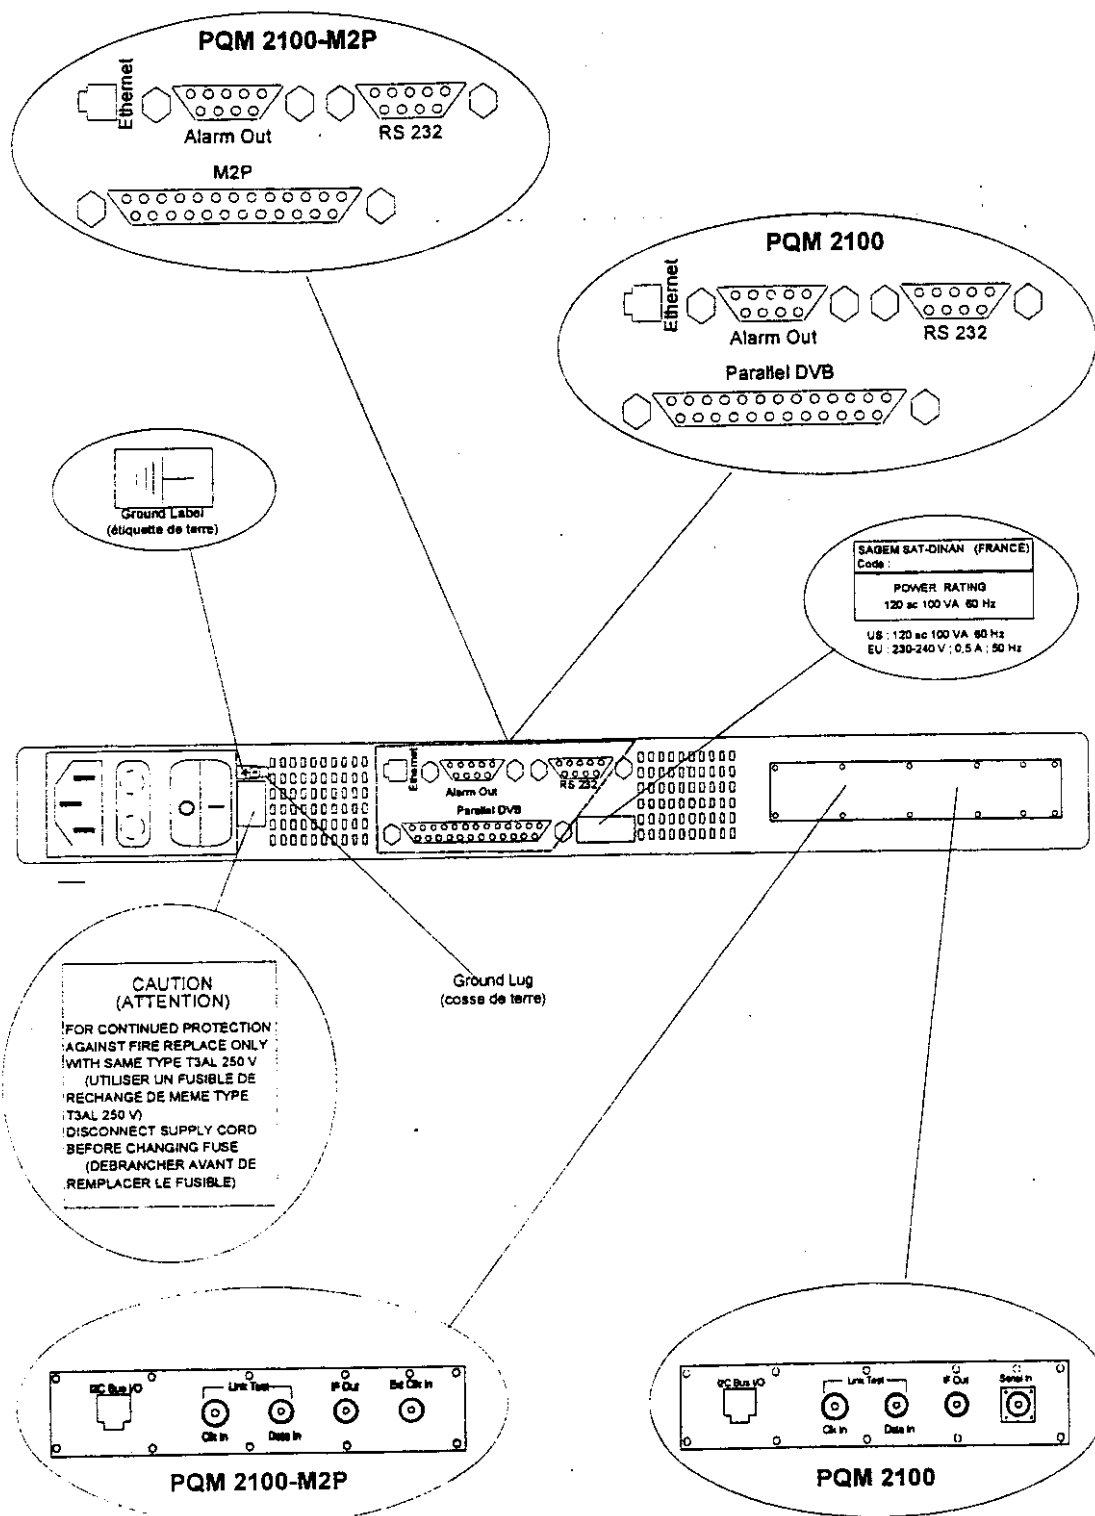 PQM 2100-M2P
Ethernet
Alarm Out
RS 232
M2P
PQM 2100
Ethernet
Alarm Out
RS 232
Parallel DVB
Ground Label
(étiquette de terre)
SAGEM SAT-DINAN (FRANCE)
Code :
POWER RATING
120 ac 100 VA 60 Hz
US : 120 ac 100 VA 60 Hz
EU : 230-240 V ; 0,5 A ; 50 Hz
Ethernet
Alarm Out
RS 232
Parallel DVB
O
Ground Lug
(cosse de terre)
CAUTION
(ATTENTION)
FOR CONTINUED PROTECTION
AGAINST FIRE REPLACE ONLY
WITH SAME TYPE T3AL 250 V
(UTILISER UN FUSIBLE DE
RECHANGE DE MEME TYPE
T3AL 250 V)
DISCONNECT SUPPLY CORD
BEFORE CHANGING FUSE
(DEBRANCHER AVANT DE
REMPLACER LE FUSIBLE)
I2C Bus I/O
Link Test
IF Out
Ext Clk In
Clk In
Data In
PQM 2100-M2P
I2C Bus I/O
Link Test
IF Out
Serial In
Clk In
Data In
PQM 2100